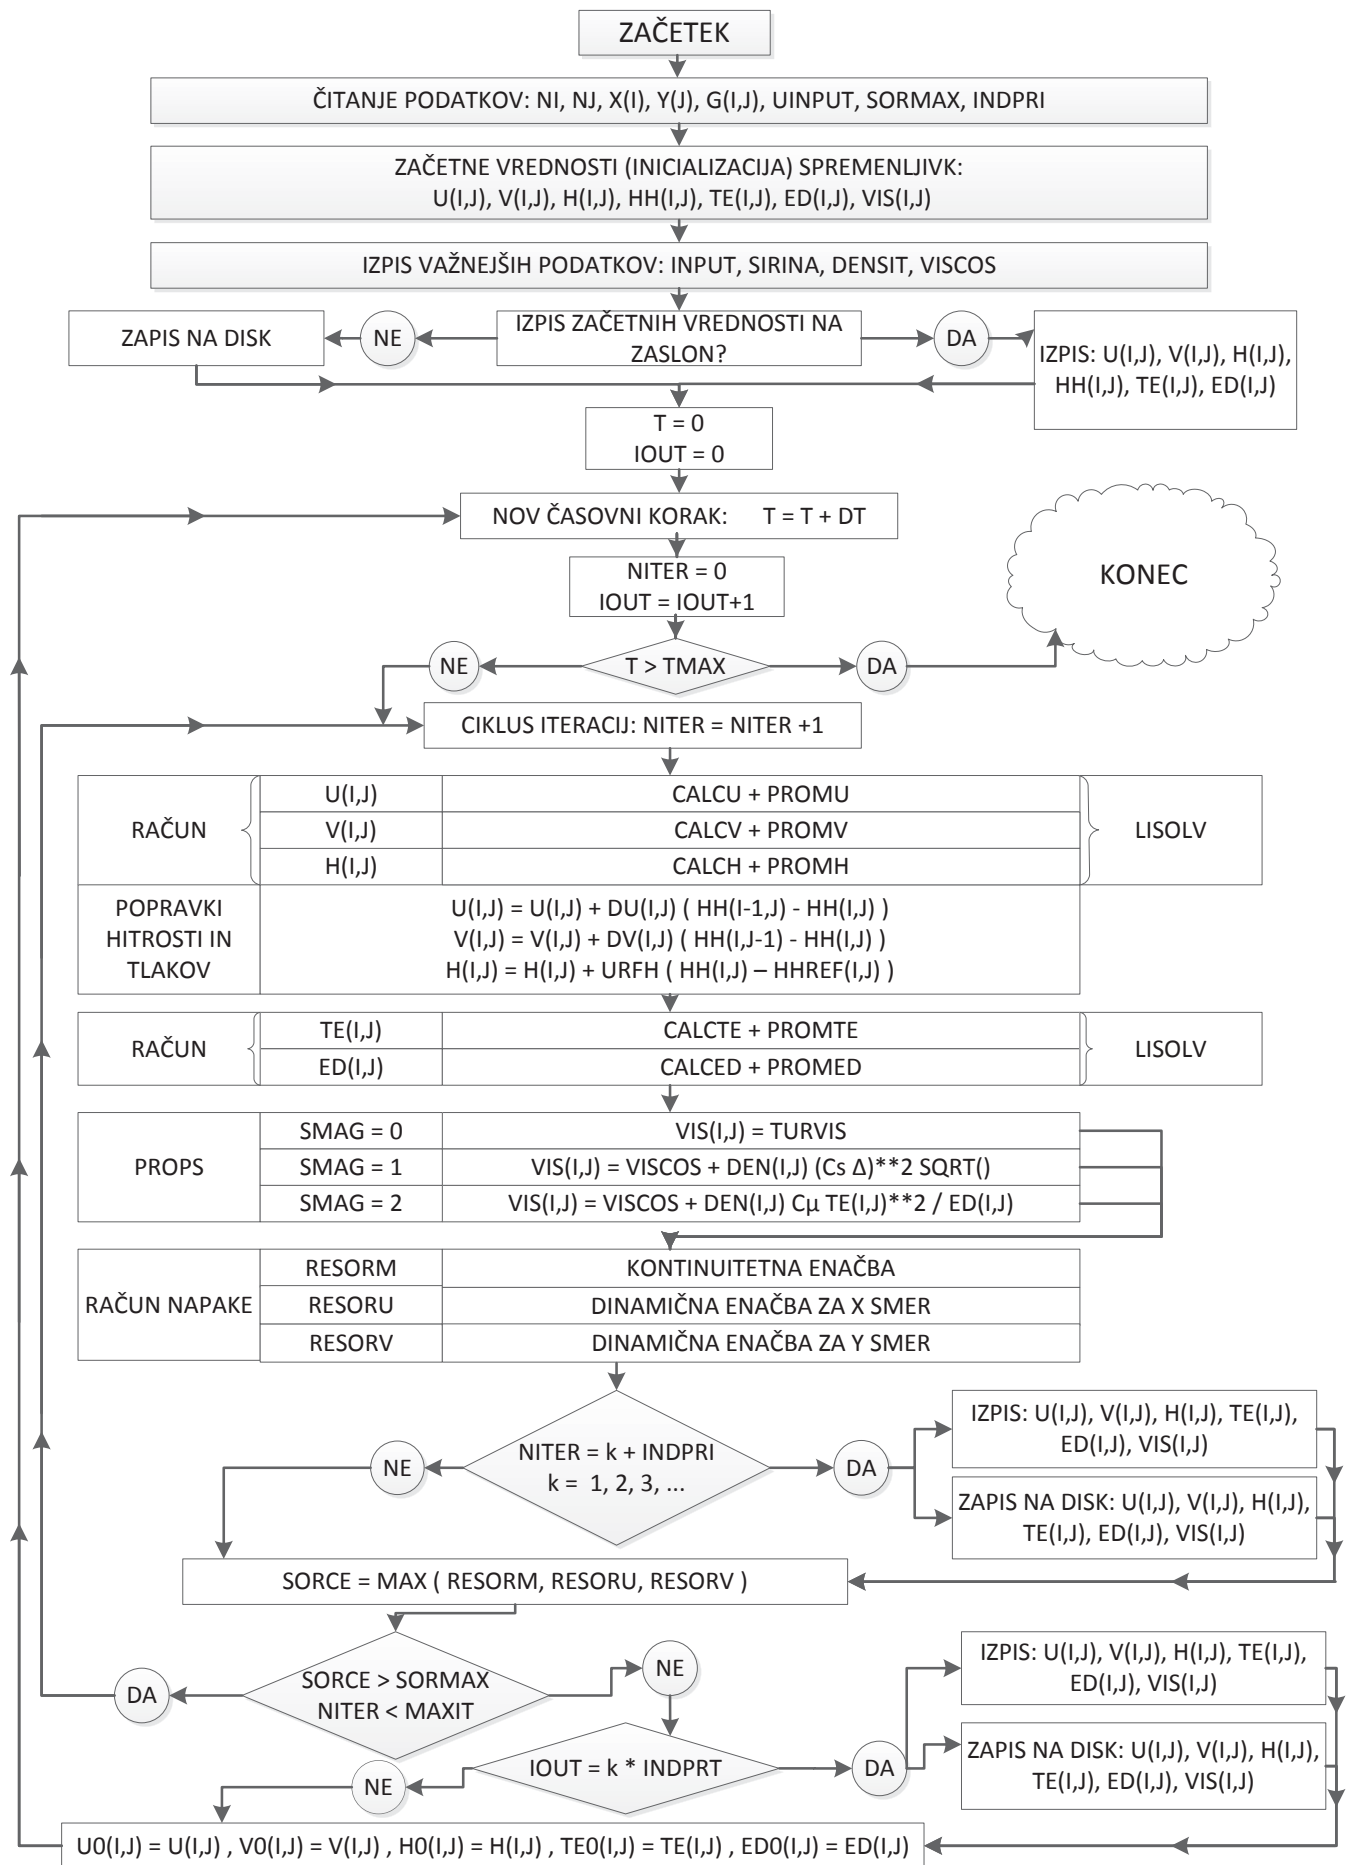 ZAČETEK
ČITANJE PODATKOV: NI, NJ, X(I), Y(J), G(I,J), UINPUT, SORMAX, INDPRI
ZAČETNE VREDNOSTI (INICIALIZACIJA) SPREMENLJIVK:
U(I,J), V(I,J), H(I,J), HH(I,J), TE(I,J), ED(I,J), VIS(I,J)
IZPIS VAŽNEJŠIH PODATKOV: INPUT, SIRINA, DENSIT, VISCOS
ZAPIS NA DISK
NE
IZPIS ZAČETNIH VREDNOSTI NA
ZASLON?
DA
IZPIS: U(I,J), V(I,J), H(I,J),
HH(I,J), TE(I,J), ED(I,J)
T = 0
IOUT = 0
NOV ČASOVNI KORAK: T = T + DT
NITER = 0
IOUT = IOUT+1
KONEC
NE
T > TMAX
DA
CIKLUS ITERACIJ: NITER = NITER +1
RAČUN
U(I,J)
CALCU + PROMU
V(I,J)
CALCV + PROMV
H(I,J)
CALCH + PROMH
LISOLV
POPRAVKI
HITROSTI IN
TLAKOV
U(I,J) = U(I,J) + DU(I,J) ( HH(I-1,J) - HH(I,J) )
V(I,J) = V(I,J) + DV(I,J) ( HH(I,J-1) - HH(I,J) )
H(I,J) = H(I,J) + URFH ( HH(I,J) – HHREF(I,J) )
RAČUN
TE(I,J)
CALCTE + PROMTE
ED(I,J)
CALCED + PROMED
LISOLV
PROPS
SMAG = 0
VIS(I,J) = TURVIS
SMAG = 1
VIS(I,J) = VISCOS + DEN(I,J) (Cs Δ)**2 SQRT()
SMAG = 2
VIS(I,J) = VISCOS + DEN(I,J) Cμ TE(I,J)**2 / ED(I,J)
RAČUN NAPAKE
RESORM
KONTINUITETNA ENAČBA
RESORU
DINAMIČNA ENAČBA ZA X SMER
RESORV
DINAMIČNA ENAČBA ZA Y SMER
NE
NITER = k + INDPRI
k = 1, 2, 3, ...
DA
IZPIS: U(I,J), V(I,J), H(I,J), TE(I,J),
ED(I,J), VIS(I,J)
ZAPIS NA DISK: U(I,J), V(I,J), H(I,J),
TE(I,J), ED(I,J), VIS(I,J)
SORCE = MAX ( RESORM, RESORU, RESORV )
DA
SORCE > SORMAX
NITER < MAXIT
NE
IZPIS: U(I,J), V(I,J), H(I,J), TE(I,J),
ED(I,J), VIS(I,J)
NE
IOUT = k * INDPRT
DA
ZAPIS NA DISK: U(I,J), V(I,J), H(I,J),
TE(I,J), ED(I,J), VIS(I,J)
U0(I,J) = U(I,J) , V0(I,J) = V(I,J) , H0(I,J) = H(I,J) , TE0(I,J) = TE(I,J) , ED0(I,J) = ED(I,J)